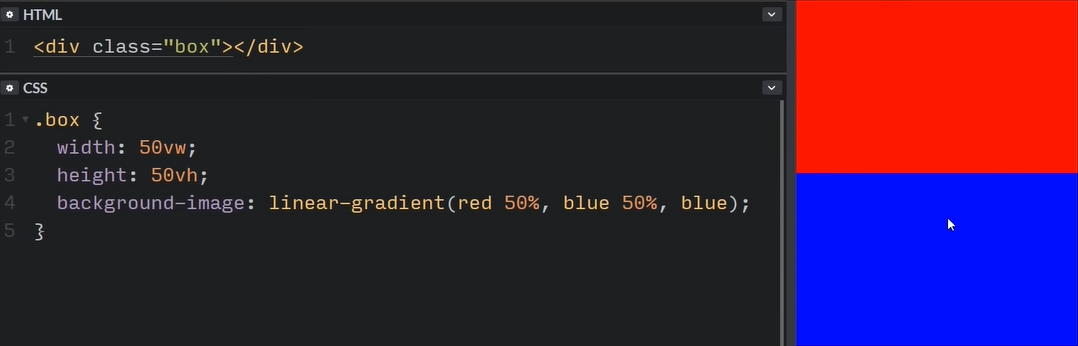 HTML
1 <div class="box"></div>
CSS
1 .box {
2 width: 50vw;
3 height: 50vh;
4 background-image: linear-gradient(red 50%, blue 50%, blue);
5 }